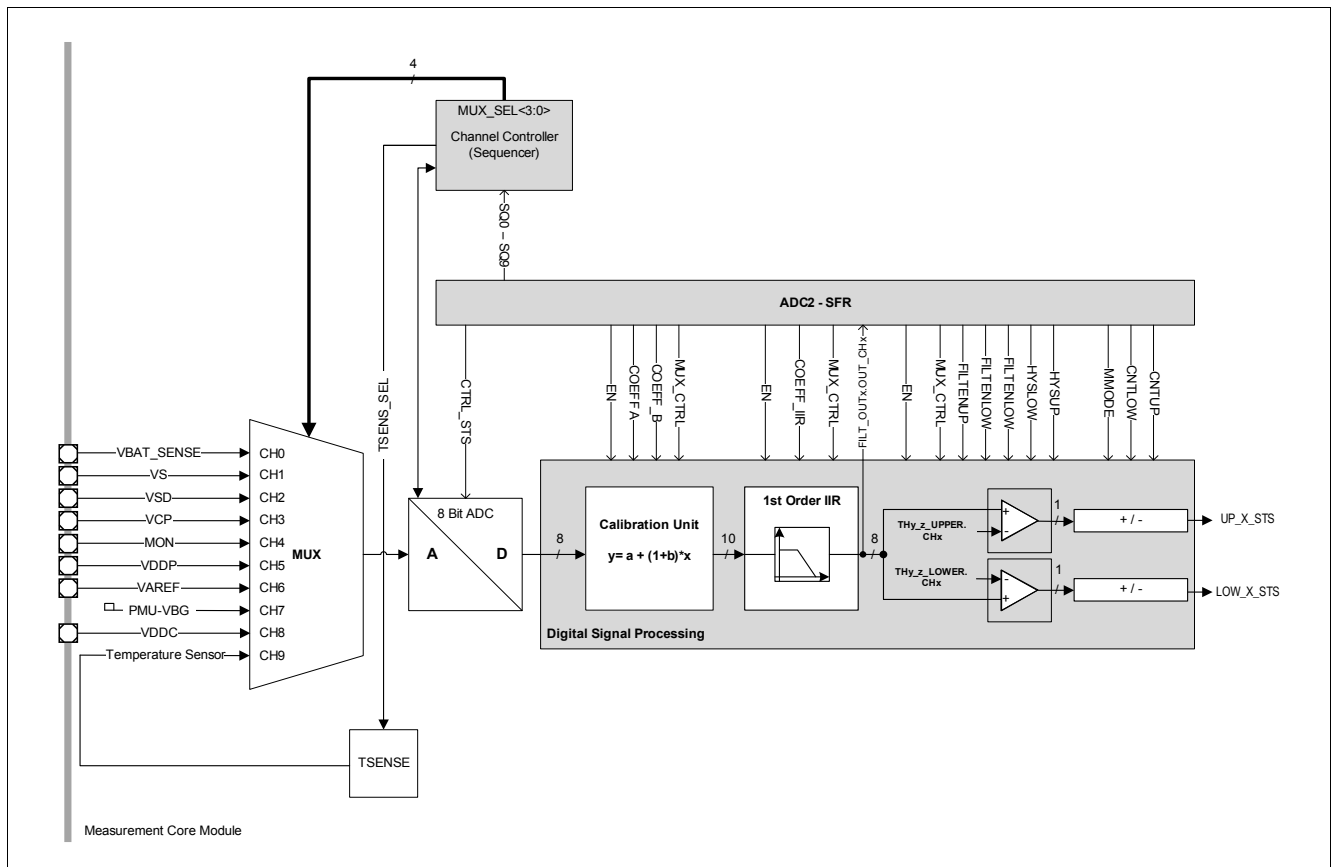 4
MUX_SEL<3:0>
Channel Controller
(Sequencer)
SQ0 – SQ9
ADC2 - SFR
TSENS_SEL
CTRL_STS
EN
COEFFA
COEFF_B
MUX_CTRL
EN
COEFF_IIR
MUX_CTRL
FILT_OUTx.OUT_CHx
EN
MUX_CTRL
FILTENUP
FILTENLOW
FILTENLOW
HYSLOW
HYSUP
MMODE
CNTLOW
CNTUP
VBAT_SENSE
CH0
VS
CH1
VSD
CH2
VCP
CH3
MON
CH4
VDDP
CH5
VAREF
CH6
PMU-VBG
CH7
VDDC
CH8
Temperature Sensor
CH9
MUX
8 Bit ADC
A
D
8
Calibration Unit
y= a + (1+b)*x
10
1st Order IIR
8
THy_z_UPPER.
CHx
+
-
1
+ / -
UP_X_STS
THy_z_LOWER.
CHx
-
+
1
+ / -
LOW_X_STS
Digital Signal Processing
TSENSE
Measurement Core Module